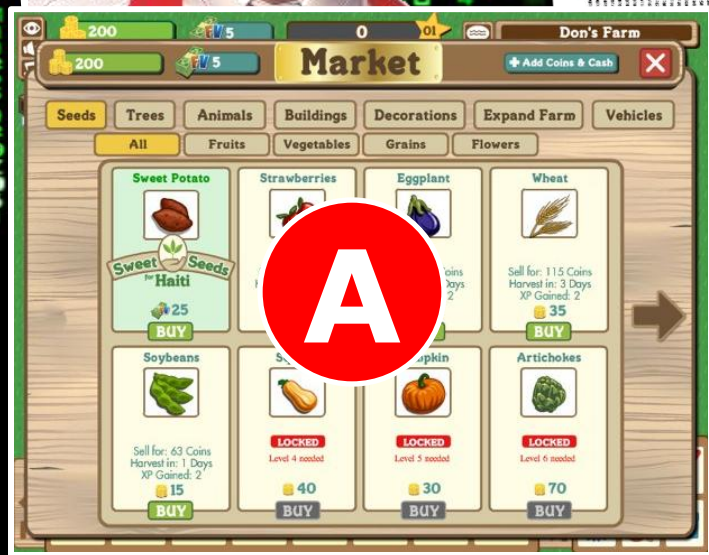 200
5
0
01
Don's Farm
200
5
Market
+ Add Coins & Cash
X
Seeds Trees Animals Buildings Decorations Expand Farm Vehicles
All Fruits Vegetables Grains Flowers
Sweet Potato
Strawberries
Eggplant
Wheat
Sweet Seeds
for Haiti
25
BUY
Sell for: 115 Coins
Harvest in: 3 Days
XP Gained: 2
35
BUY
A
Soybeans
Artichokes
Sell for: 63 Coins
Harvest in: 1 Days
XP Gained: 2
15
BUY
LOCKED
Level 4 needed
40
BUY
LOCKED
Level 5 needed
30
BUY
LOCKED
Level 6 needed
70
BUY